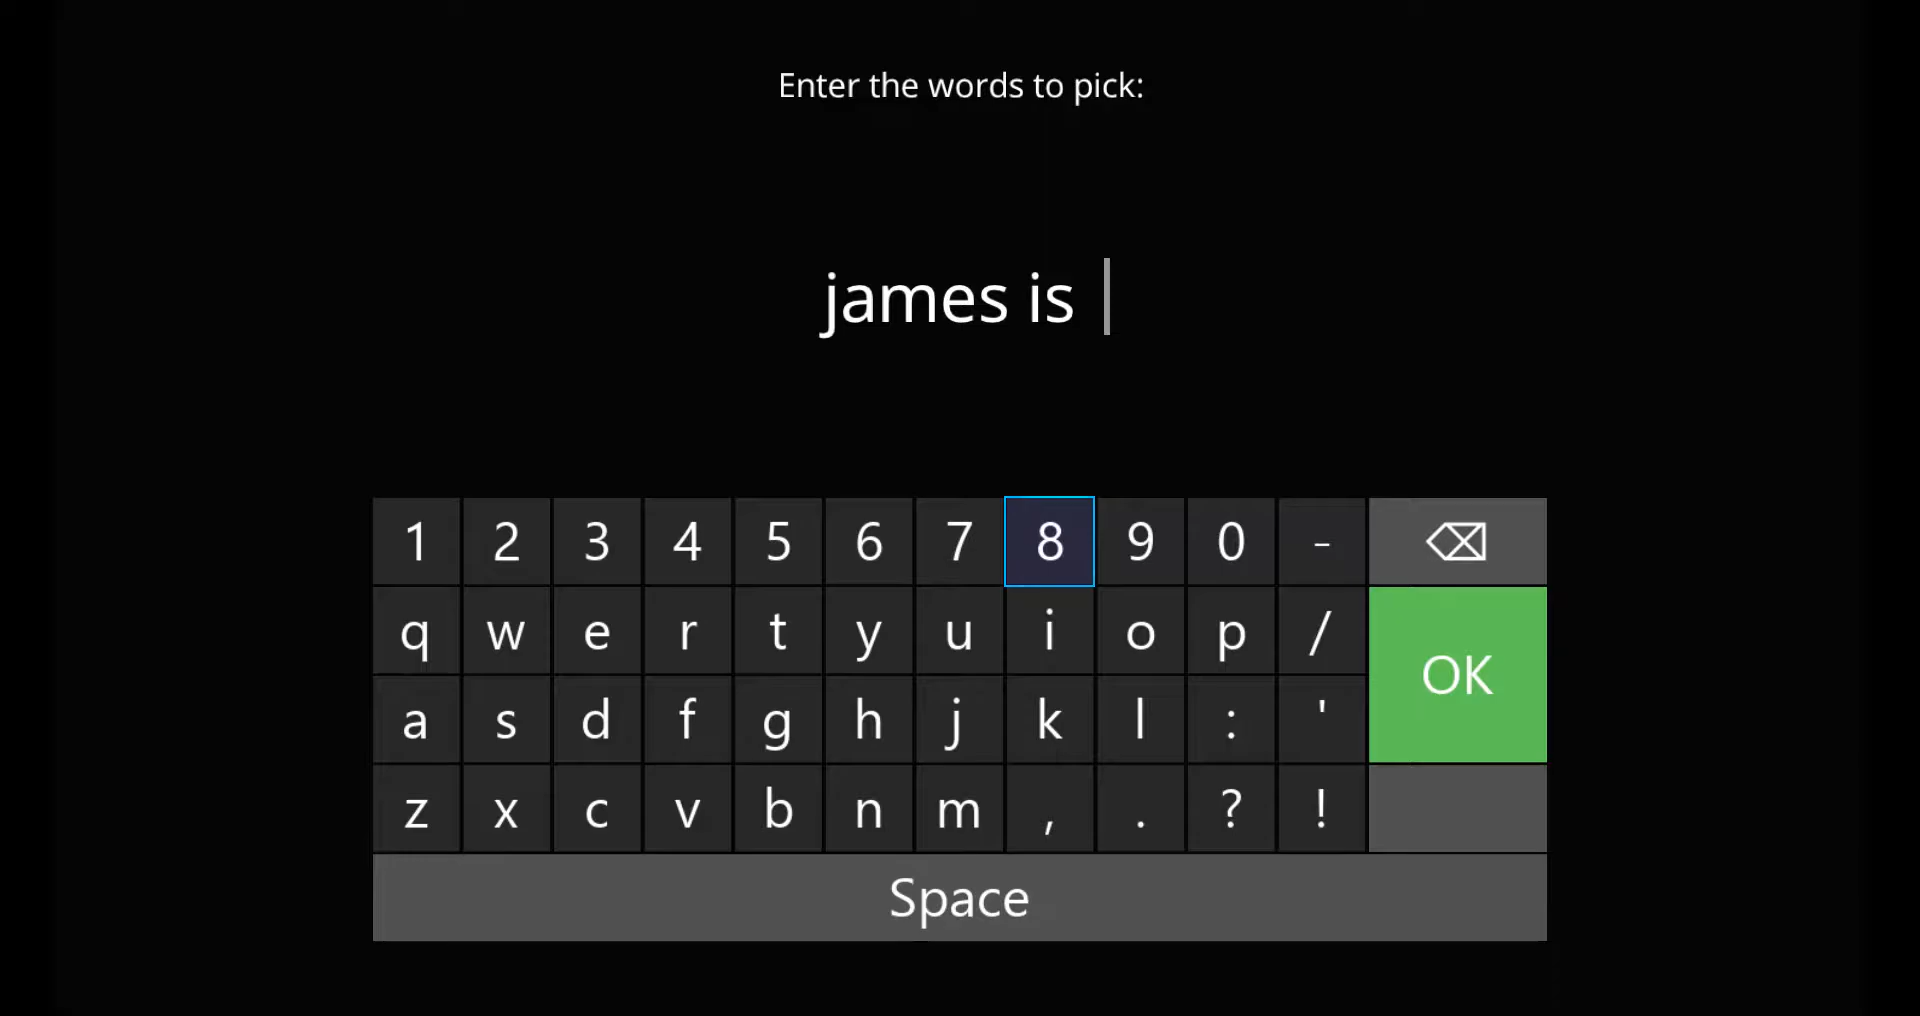 Enter the words to pick:
james is
1 2 3 4 5 6 7 8 9 0 - ⌫
q w e r t y u i o p /
OK
a s d f g h j k l : '
z x c v b n m , . ? !
Space